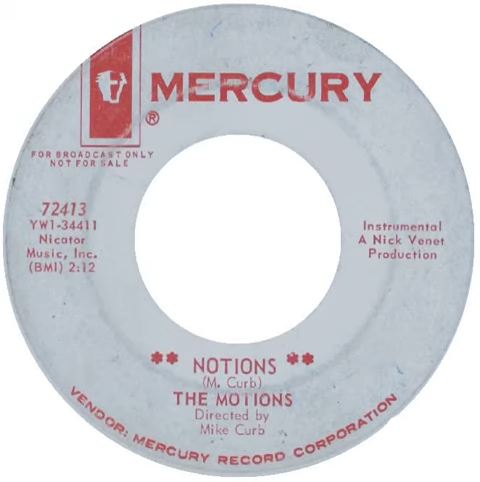 MERCURY
®
FOR BROADCAST ONLY
NOT FOR SALE
72413
YW1-34411
Nicator
Music, Inc.
(BMI) 2:12
Instrumental
A Nick Venet
Production
** NOTIONS **
(M. Curb)
THE MOTIONS
Directed by
Mike Curb
VENDOR: MERCURY RECORD CORPORATION